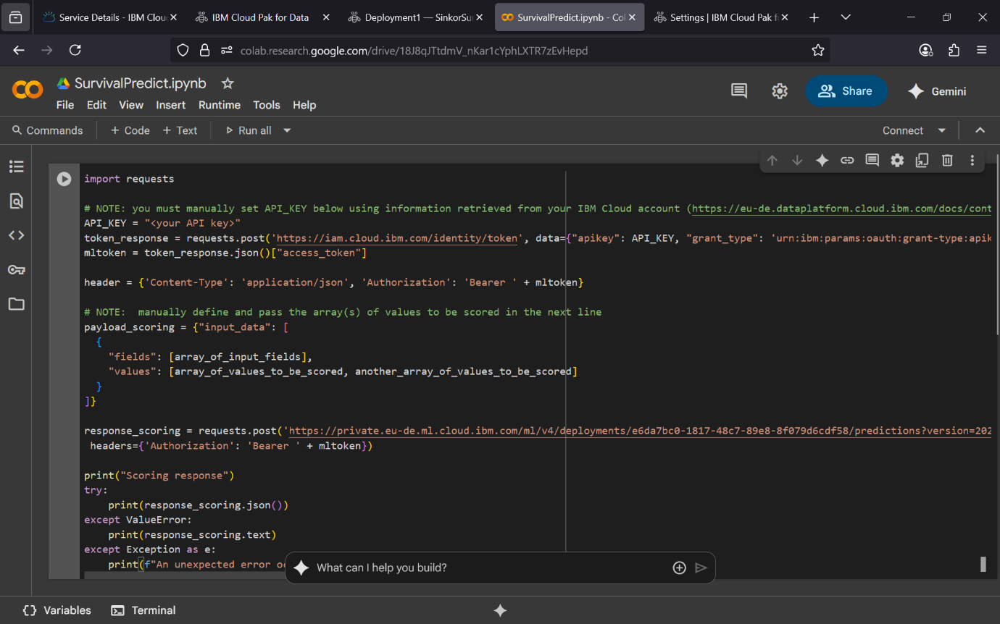 Service Details - IBM Clou
IBM Cloud Pak for Data
Deployment1 — SinkorSu
SurvivalPredict.ipynb - Col
Settings | IBM Cloud Pak f
colab.research.google.com/drive/18J8qJTtdmV_nKar1cYphLXTR7zEvHepd
SurvivalPredict.ipynb
File Edit View Insert Runtime Tools Help
Share
Gemini
Commands + Code + Text Run all
Connect
import requests
# NOTE: you must manually set API_KEY below using information retrieved from your IBM Cloud account (https://eu-de.dataplatform.cloud.ibm.com/docs/cont
API_KEY = "<your API key>"
token_response = requests.post('https://iam.cloud.ibm.com/identity/token', data={"apikey": API_KEY, "grant_type": 'urn:ibm:params:oauth:grant-type:apik
mltoken = token_response.json()["access_token"]
header = {'Content-Type': 'application/json', 'Authorization': 'Bearer ' + mltoken}
# NOTE:  manually define and pass the array(s) of values to be scored in the next line
payload_scoring = {"input_data": [
  {
    "fields": [array_of_input_fields],
    "values": [array_of_values_to_be_scored, another_array_of_values_to_be_scored]
  }
]}
response_scoring = requests.post('https://private.eu-de.ml.cloud.ibm.com/ml/v4/deployments/e6da7bc0-1817-48c7-89e8-8f079d6cdf58/predictions?version=202
 headers={'Authorization': 'Bearer ' + mltoken})
print("Scoring response")
try:
    print(response_scoring.json())
except ValueError:
    print(response_scoring.text)
except Exception as e:
    print(f"An unexpected error oc
What can I help you build?
Variables
Terminal